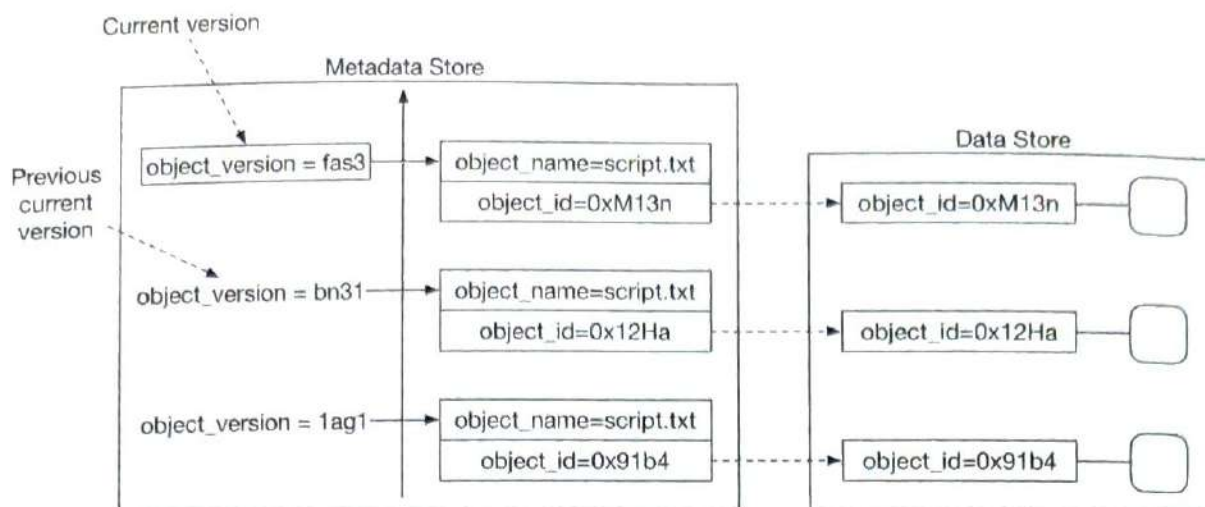 Current version
Metadata Store
Data Store
object_version = fas3
object_name=script.txt
object_id=0xM13n
object_id=0xM13n
Previous
current
version
object_version = bn31
object_name=script.txt
object_id=0x12Ha
object_id=0x12Ha
object_version = 1ag1
object_name=script.txt
object_id=0x91b4
object_id=0x91b4